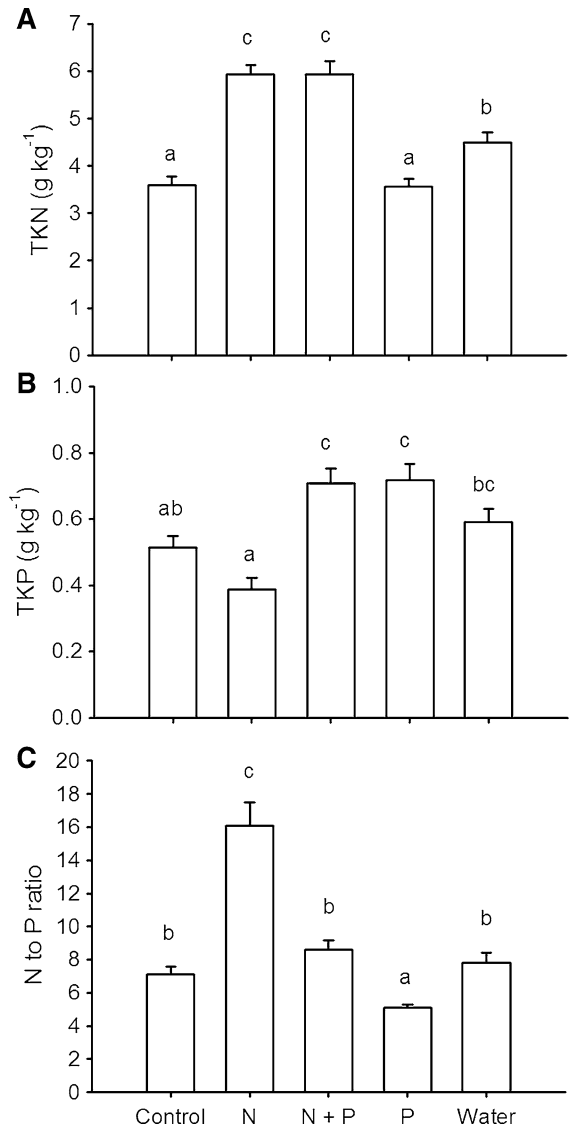 A
7
c
c
6
b
5
a
a
4
TKN (g kg-1)
3
2
1
0
B
1.0
c
c
0.8
bc
ab
0.6
a
TKP (g kg-1)
0.4
0.2
0.0
C
20
c
18
16
14
12
b
b
b
10
N to P ratio
8
a
6
4
2
0
Control N N + P P Water